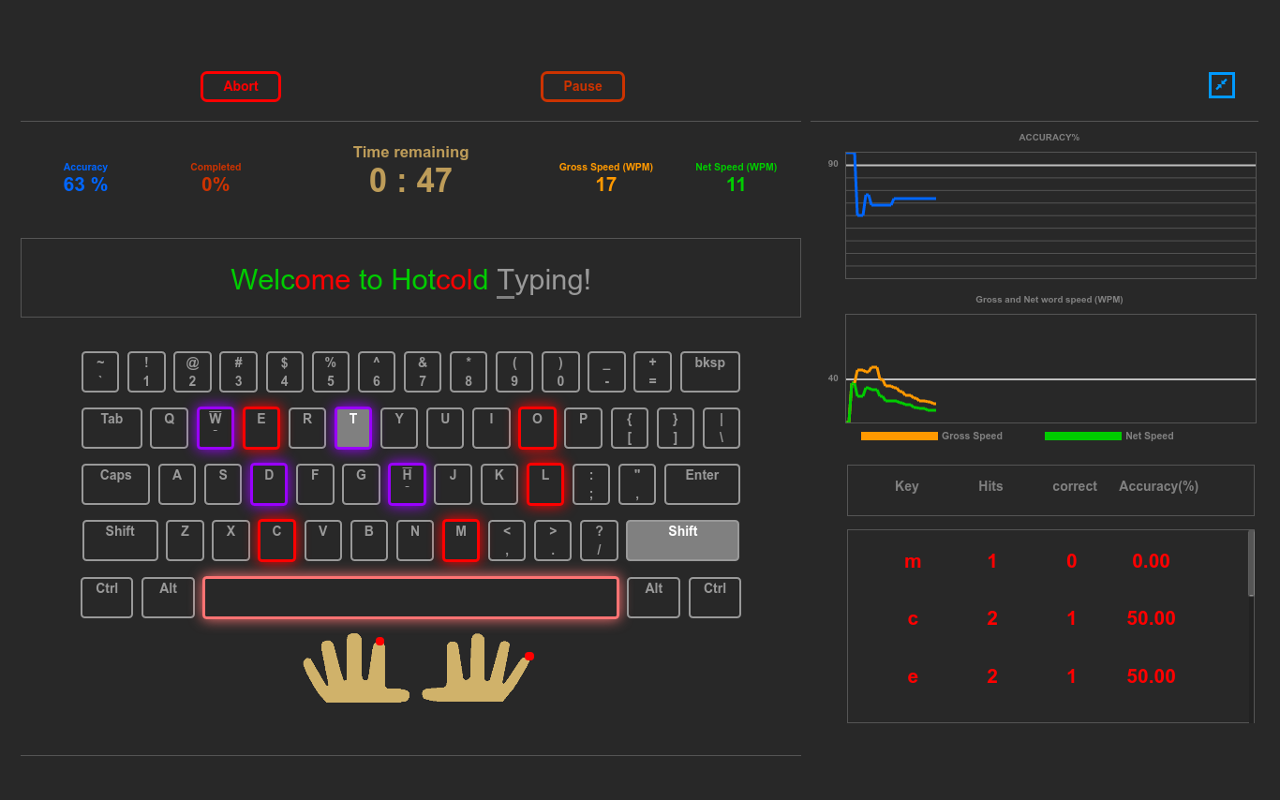 Abort
Pause
Accuracy
63 %
Completed
0%
Time remaining
0 : 47
Gross Speed (WPM)
17
Net Speed (WPM)
11
Welcome to Hotcold Typing!
~ ! @ # $ % ^ & * ( ) _ + bksp
` 1 2 3 4 5 6 7 8 9 0 - =
Tab Q W E R T Y U I O P { } |
[ ] \
Caps A S D F G H J K L : " Enter
; ,
Shift Z X C V B N M < > ? Shift
, . /
Ctrl Alt Alt Ctrl
ACCURACY%
90
Gross and Net word speed (WPM)
40
Gross Speed Net Speed
Key Hits correct Accuracy(%)
m 1 0 0.00
c 2 1 50.00
e 2 1 50.00